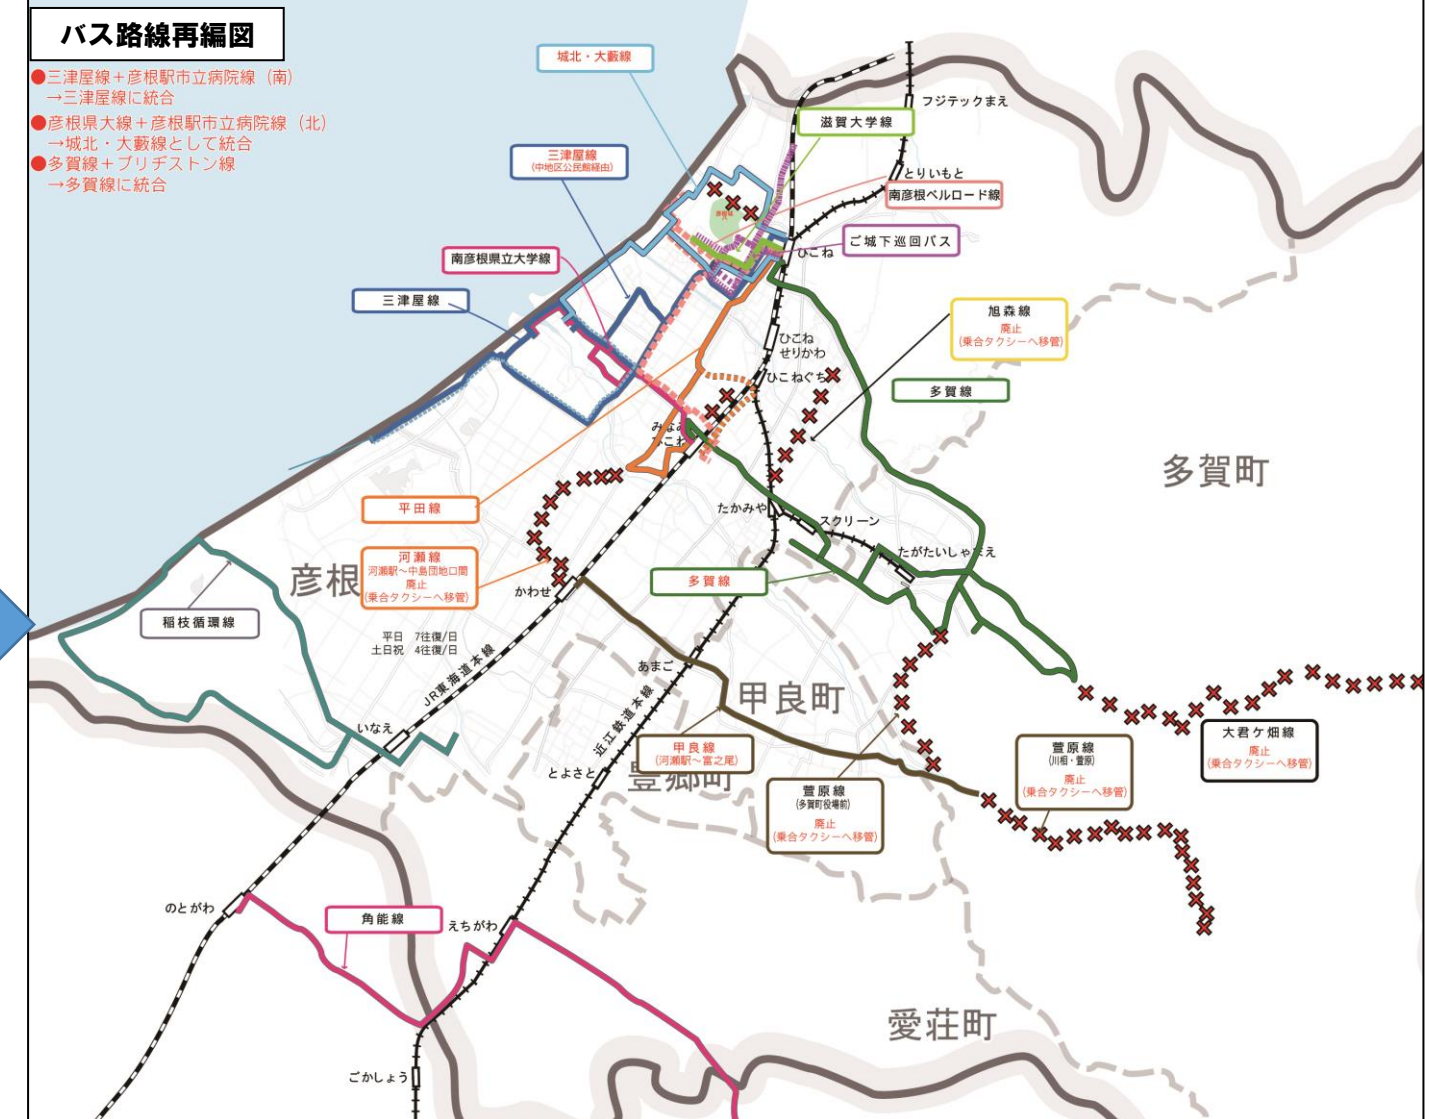 バス路線再編図
●三津屋線＋彦根駅市立病院線（南）
→三津屋線に統合
●彦根県大線＋彦根駅市立病院線（北）
→城北・大藪線として統合
●多賀線＋ブリヂストン線
→多賀線に統合
城北・大藪線
フジテックまえ
滋賀大学線
三津屋線
(中地区公民館経由)
とりいもと
南彦根ベルロード線
ご城下巡回バス
ひこね
南彦根県立大学線
三津屋線
旭森線
廃止
(乗合タクシーへ移管)
ひこね
せりかわ
ひこねぐち
多賀線
みなみ
ひこね
多賀町
平田線
たかみや
スクリーン
たがたいしゃまえ
河瀬線
河瀬駅～中島団地口間
廃止
(乗合タクシーへ移管)
彦根
かわせ
多賀線
稲枝循環線
平日　7往復/日
土日祝　4往復/日
JR東海道本線
あまご
甲良町
近江鉄道本線
いなえ
甲良線
(河瀬駅～富之尾)
とよさと
豊郷町
大君ケ畑線
廃止
(乗合タクシーへ移管)
萱原線
(川相・萱原)
廃止
(乗合タクシーへ移管)
萱原線
(多賀町役場前)
廃止
(乗合タクシーへ移管)
のとがわ
角能線
えちがわ
愛荘町
ごかしょう